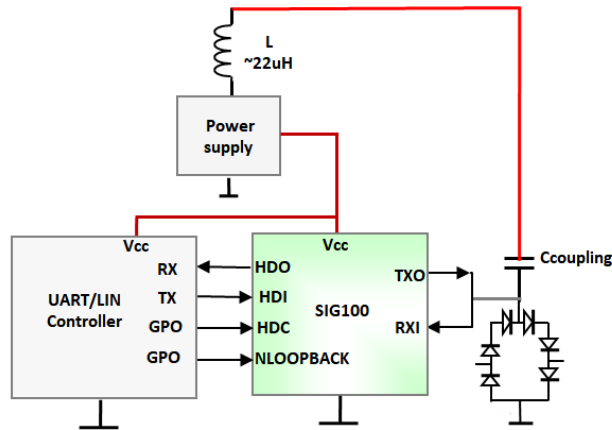 L
~22uH
Power
supply
Vcc
Vcc
Ccoupling
RX
HDO
TXO
UART/LIN
Controller
TX
HDI
SIG100
GPO
HDC
RXI
GPO
NLOOPBACK